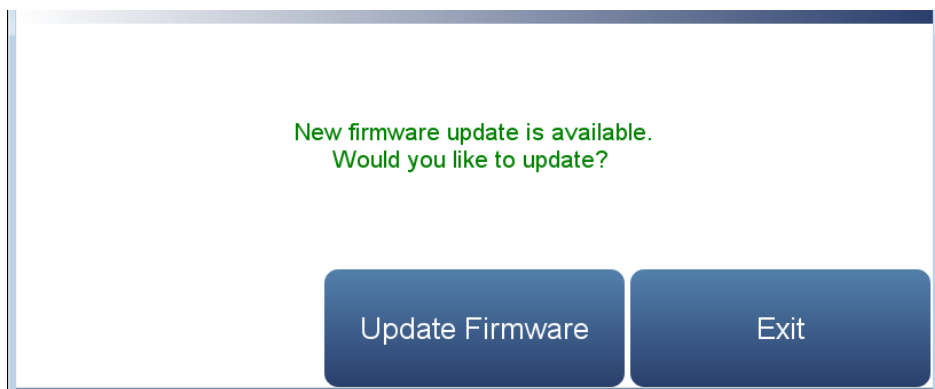 New firmware update is available.
Would you like to update?
Update Firmware
Exit